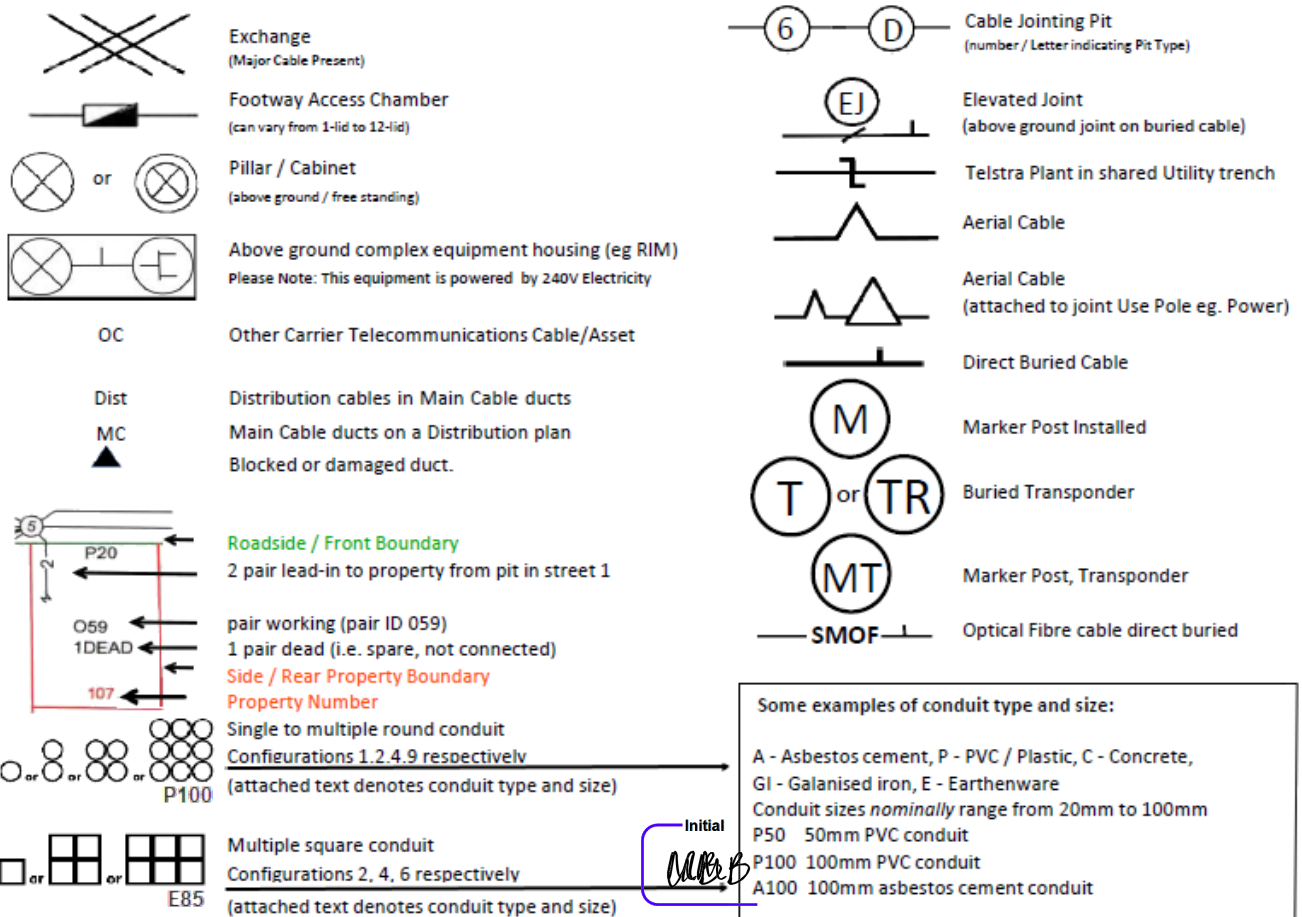 Exchange
(Major Cable Present)
Footway Access Chamber
(can vary from 1-lid to 12-lid)
or
Pillar / Cabinet
(above ground / free standing)
Above ground complex equipment housing (eg RIM)
Please Note: This equipment is powered by 240V Electricity
OC
Other Carrier Telecommunications Cable/Asset
Dist
Distribution cables in Main Cable ducts
MC
Main Cable ducts on a Distribution plan
Blocked or damaged duct.
5
P20
2
O59
1DEAD
107
Roadside / Front Boundary
2 pair lead-in to property from pit in street 1
pair working (pair ID 059)
1 pair dead (i.e. spare, not connected)
Side / Rear Property Boundary
Property Number
or or or
P100
Single to multiple round conduit
Configurations 1.2.4.9 respectively
(attached text denotes conduit type and size)
or or
E85
Multiple square conduit
Configurations 2, 4, 6 respectively
(attached text denotes conduit type and size)
6 D
Cable Jointing Pit
(number / Letter indicating Pit Type)
EJ
Elevated Joint
(above ground joint on buried cable)
Telstra Plant in shared Utility trench
Aerial Cable
Aerial Cable
(attached to joint Use Pole eg. Power)
Direct Buried Cable
M
Marker Post Installed
T or TR
Buried Transponder
MT
Marker Post, Transponder
SMOF
Optical Fibre cable direct buried
Some examples of conduit type and size:
A - Asbestos cement, P - PVC / Plastic, C - Concrete,
GI - Galanised iron, E - Earthenware
Conduit sizes nominally range from 20mm to 100mm
P50 50mm PVC conduit
P100 100mm PVC conduit
A100 100mm asbestos cement conduit
Initial